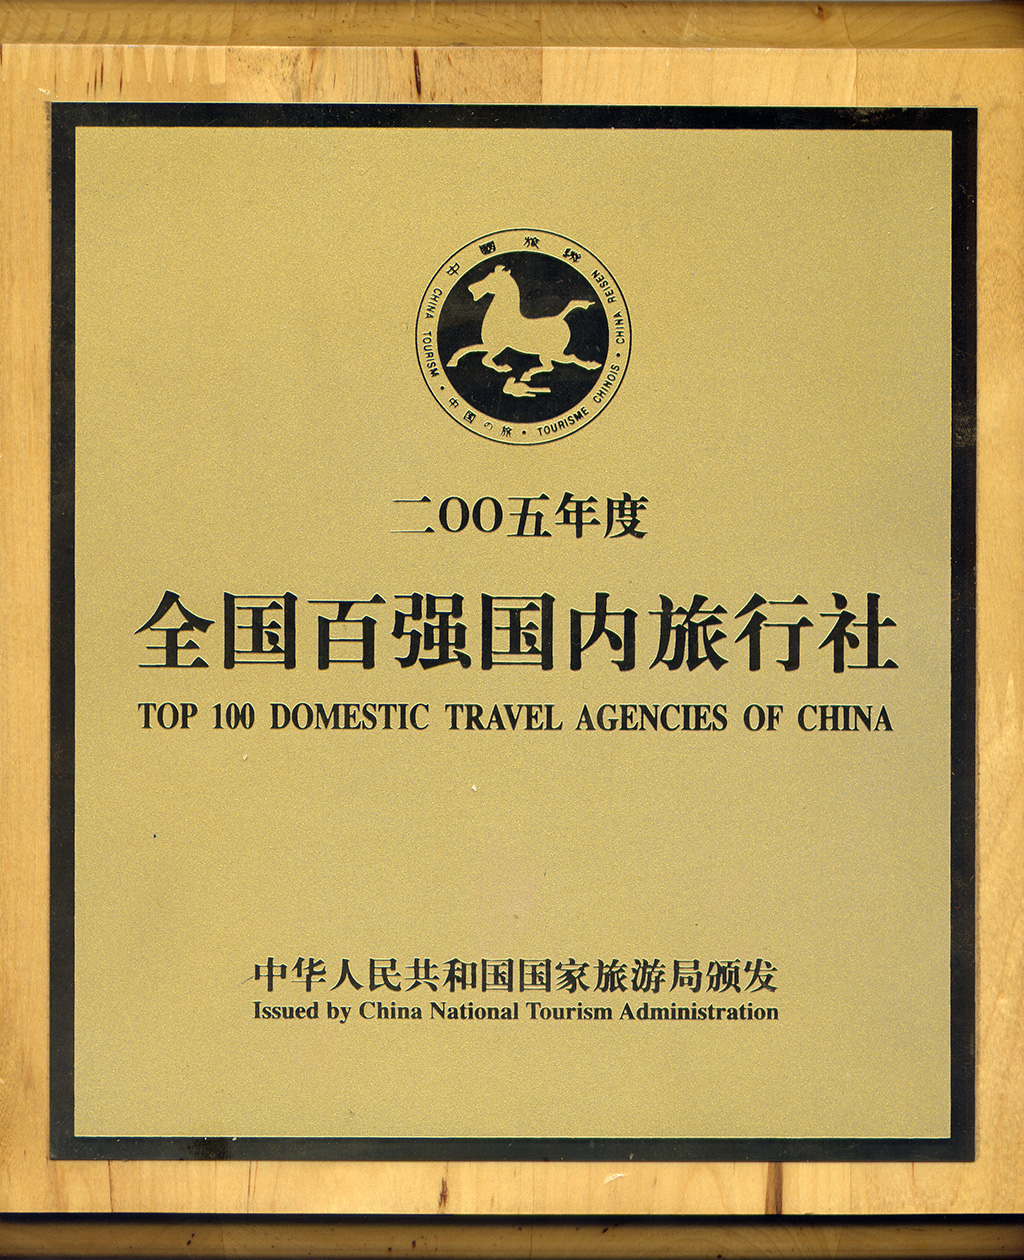 中國旅遊
CHINA TOURISM · 中国の旅 · TOURISME CHINOIS · CHINA REISEN
二OO五年度
全国百强国内旅行社
TOP 100 DOMESTIC TRAVEL AGENCIES OF CHINA
中华人民共和国国家旅游局颁发
Issued by China National Tourism Administration